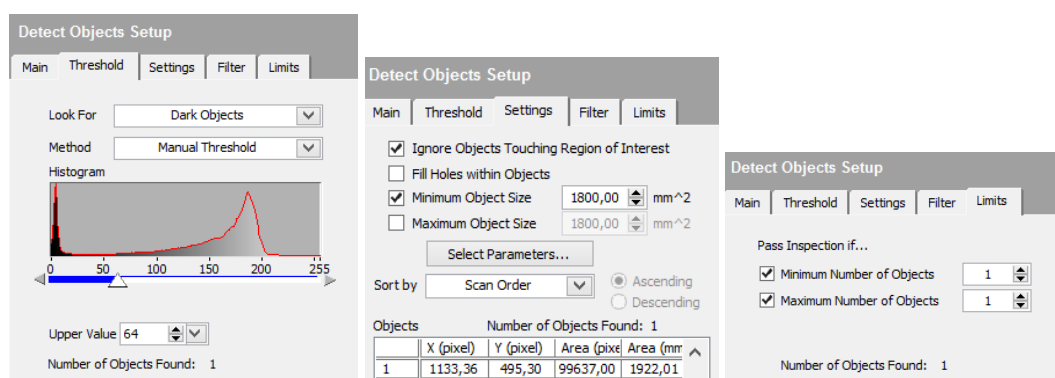 Detect Objects Setup
Main Threshold Settings Filter Limits
Look For Dark Objects
Method Manual Threshold
Histogram
0 50 100 150 200 255
Upper Value 64
Number of Objects Found: 1
Detect Objects Setup
Main Threshold Settings Filter Limits
Ignore Objects Touching Region of Interest
Fill Holes within Objects
Minimum Object Size 1800,00 mm^2
Maximum Object Size 1800,00 mm^2
Select Parameters...
Sort by Scan Order Ascending
Descending
Objects Number of Objects Found: 1
X (pixel) Y (pixel) Area (pixe Area (mm
1 1133,36 495,30 99637,00 1922,01
Detect Objects Setup
Main Threshold Settings Filter Limits
Pass Inspection if...
Minimum Number of Objects 1
Maximum Number of Objects 1
Number of Objects Found: 1